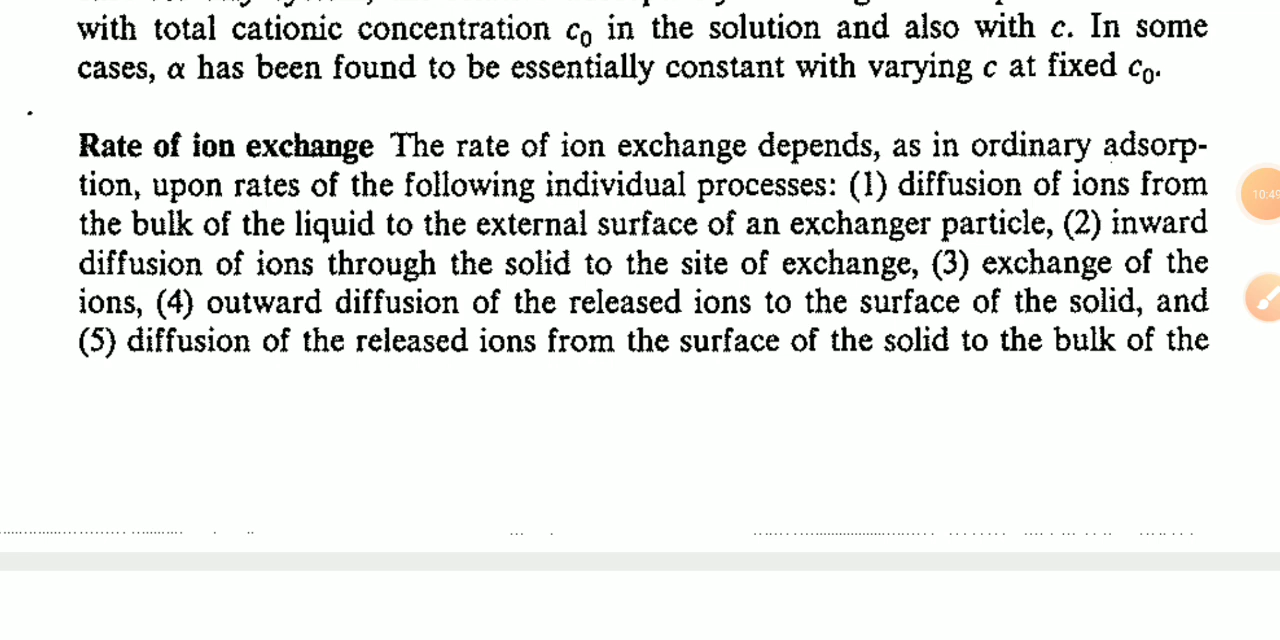 with total cationic concentration c₀ in the solution and also with c. In some
cases, α has been found to be essentially constant with varying c at fixed c₀.
Rate of ion exchange The rate of ion exchange depends, as in ordinary adsorp-
tion, upon rates of the following individual processes: (1) diffusion of ions from
the bulk of the liquid to the external surface of an exchanger particle, (2) inward
diffusion of ions through the solid to the site of exchange, (3) exchange of the
ions, (4) outward diffusion of the released ions to the surface of the solid, and
(5) diffusion of the released ions from the surface of the solid to the bulk of the
10:49